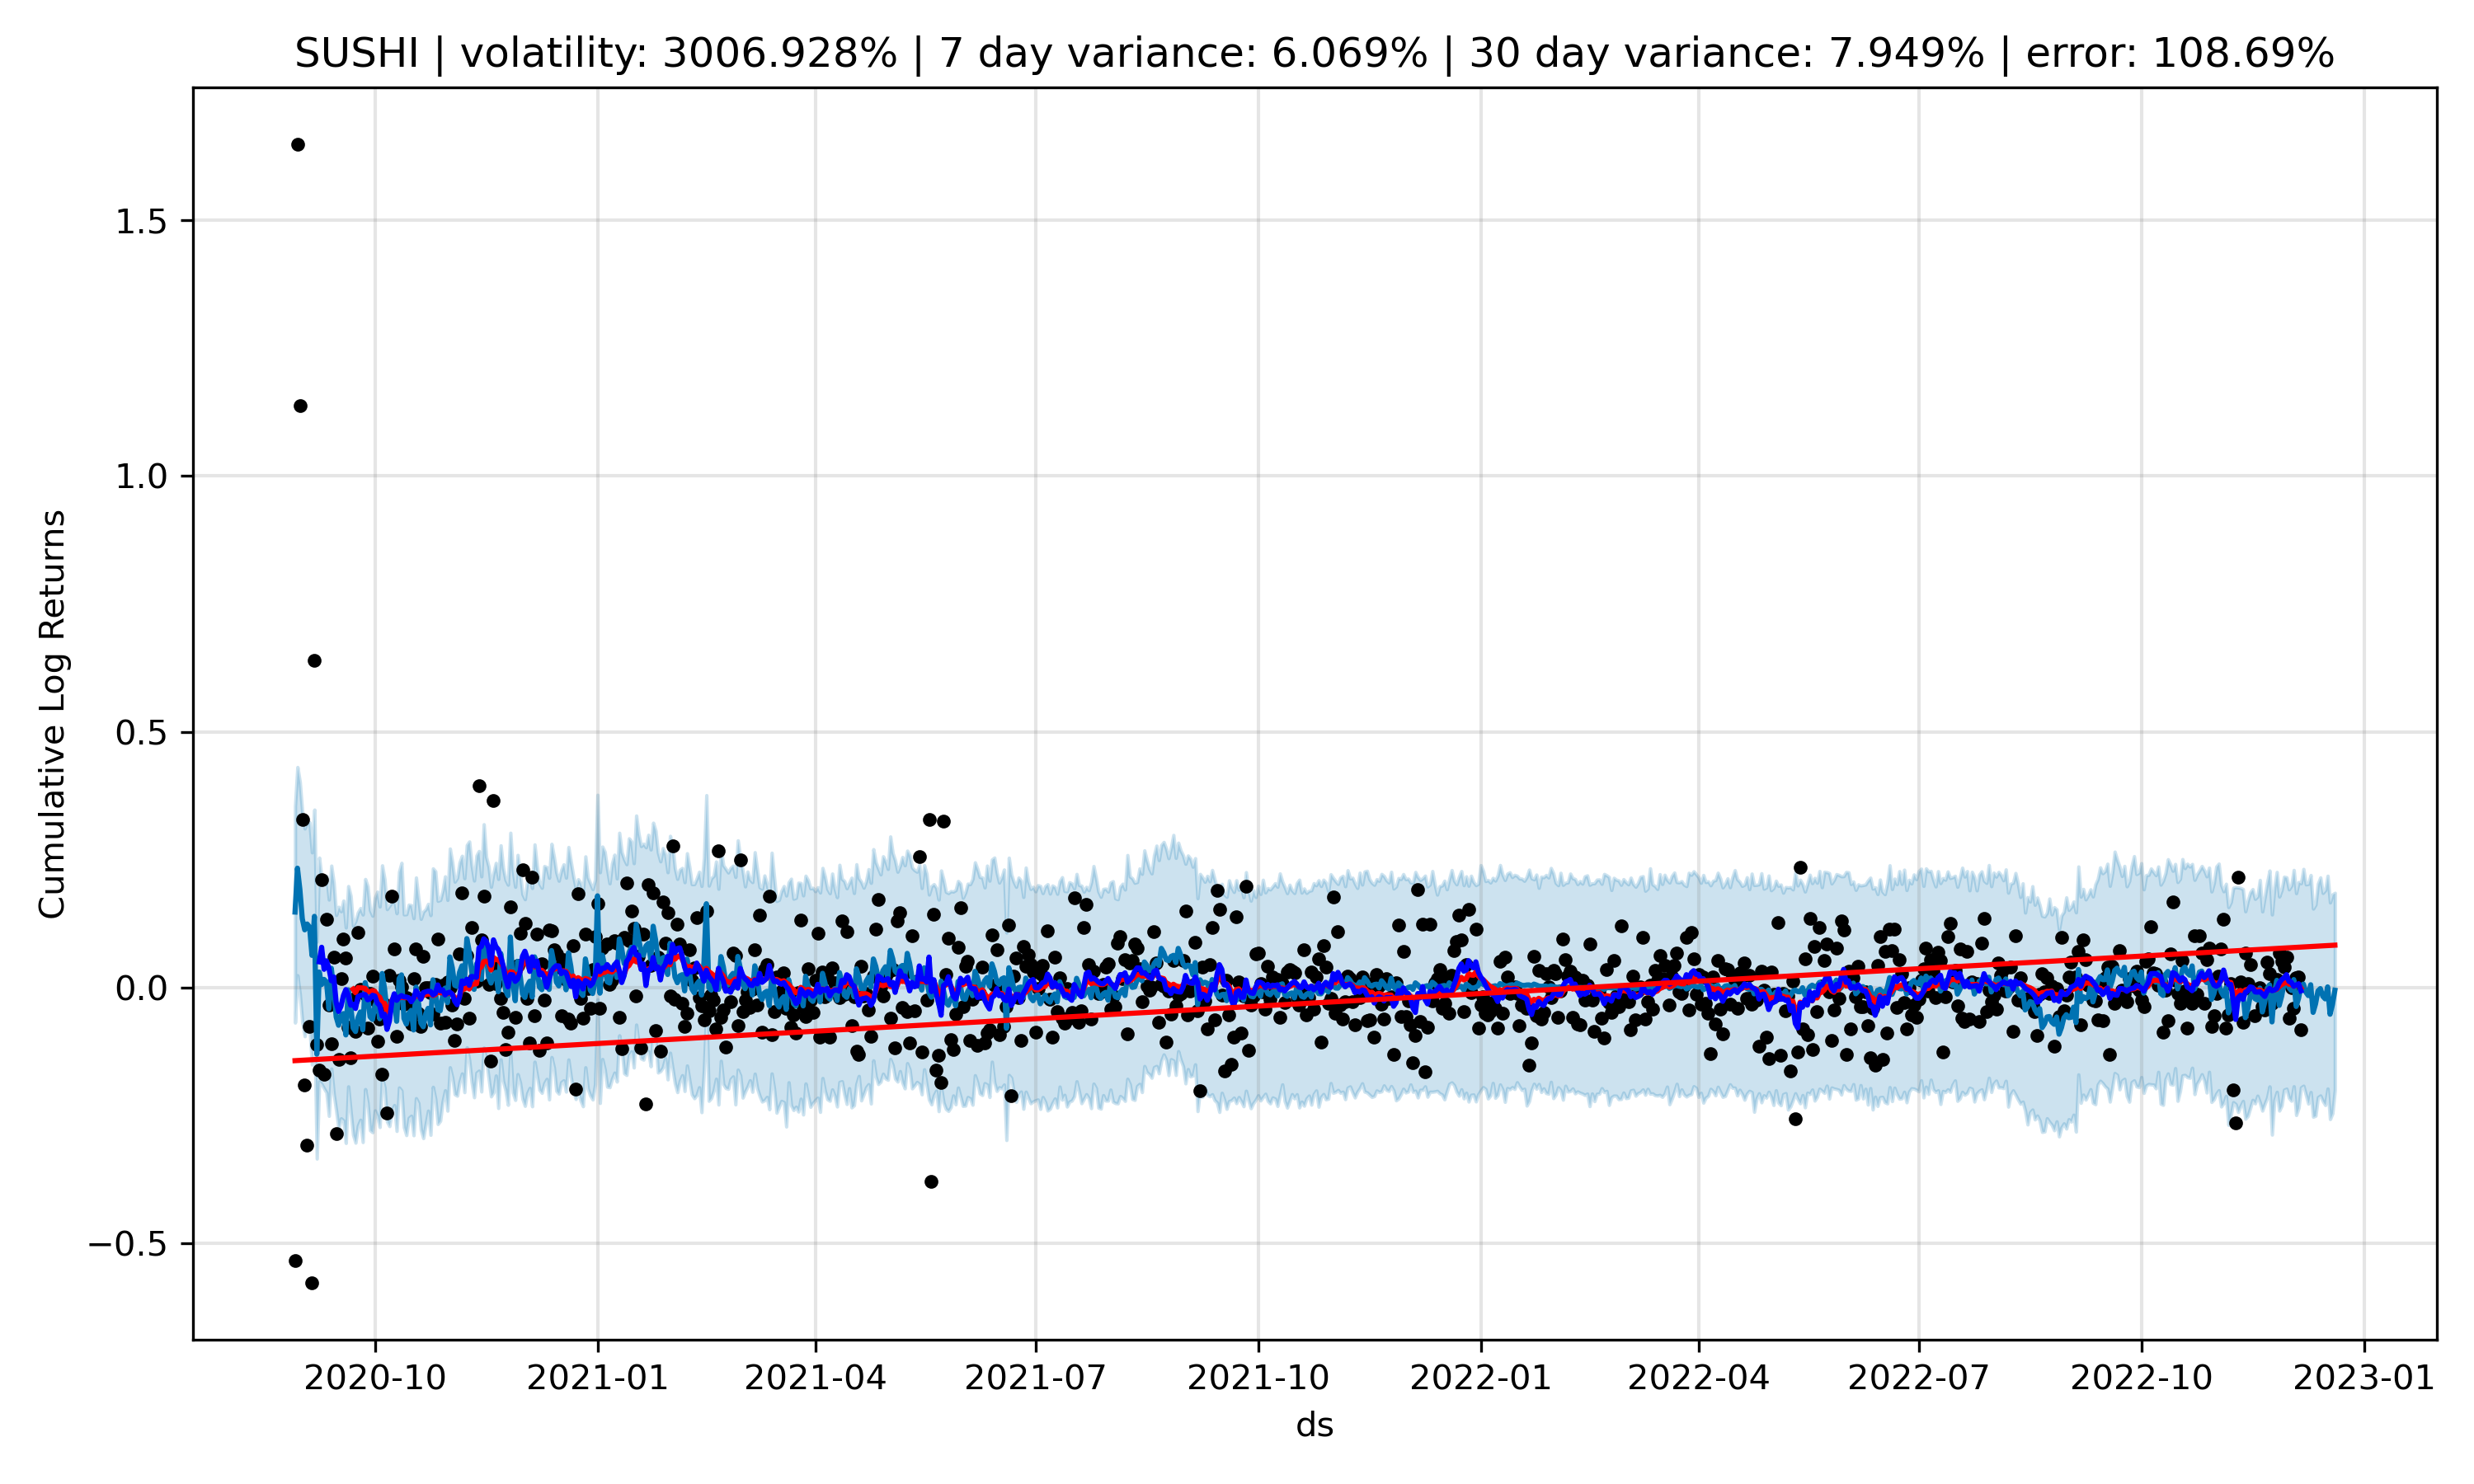 SUSHI | volatility: 3006.928% | 7 day variance: 6.069% | 30 day variance: 7.949% | error: 108.69%
Cumulative Log Returns
1.5
1.0
0.5
0.0
−0.5
2020-10 2021-01 2021-04 2021-07 2021-10 2022-01 2022-04 2022-07 2022-10 2023-01
ds